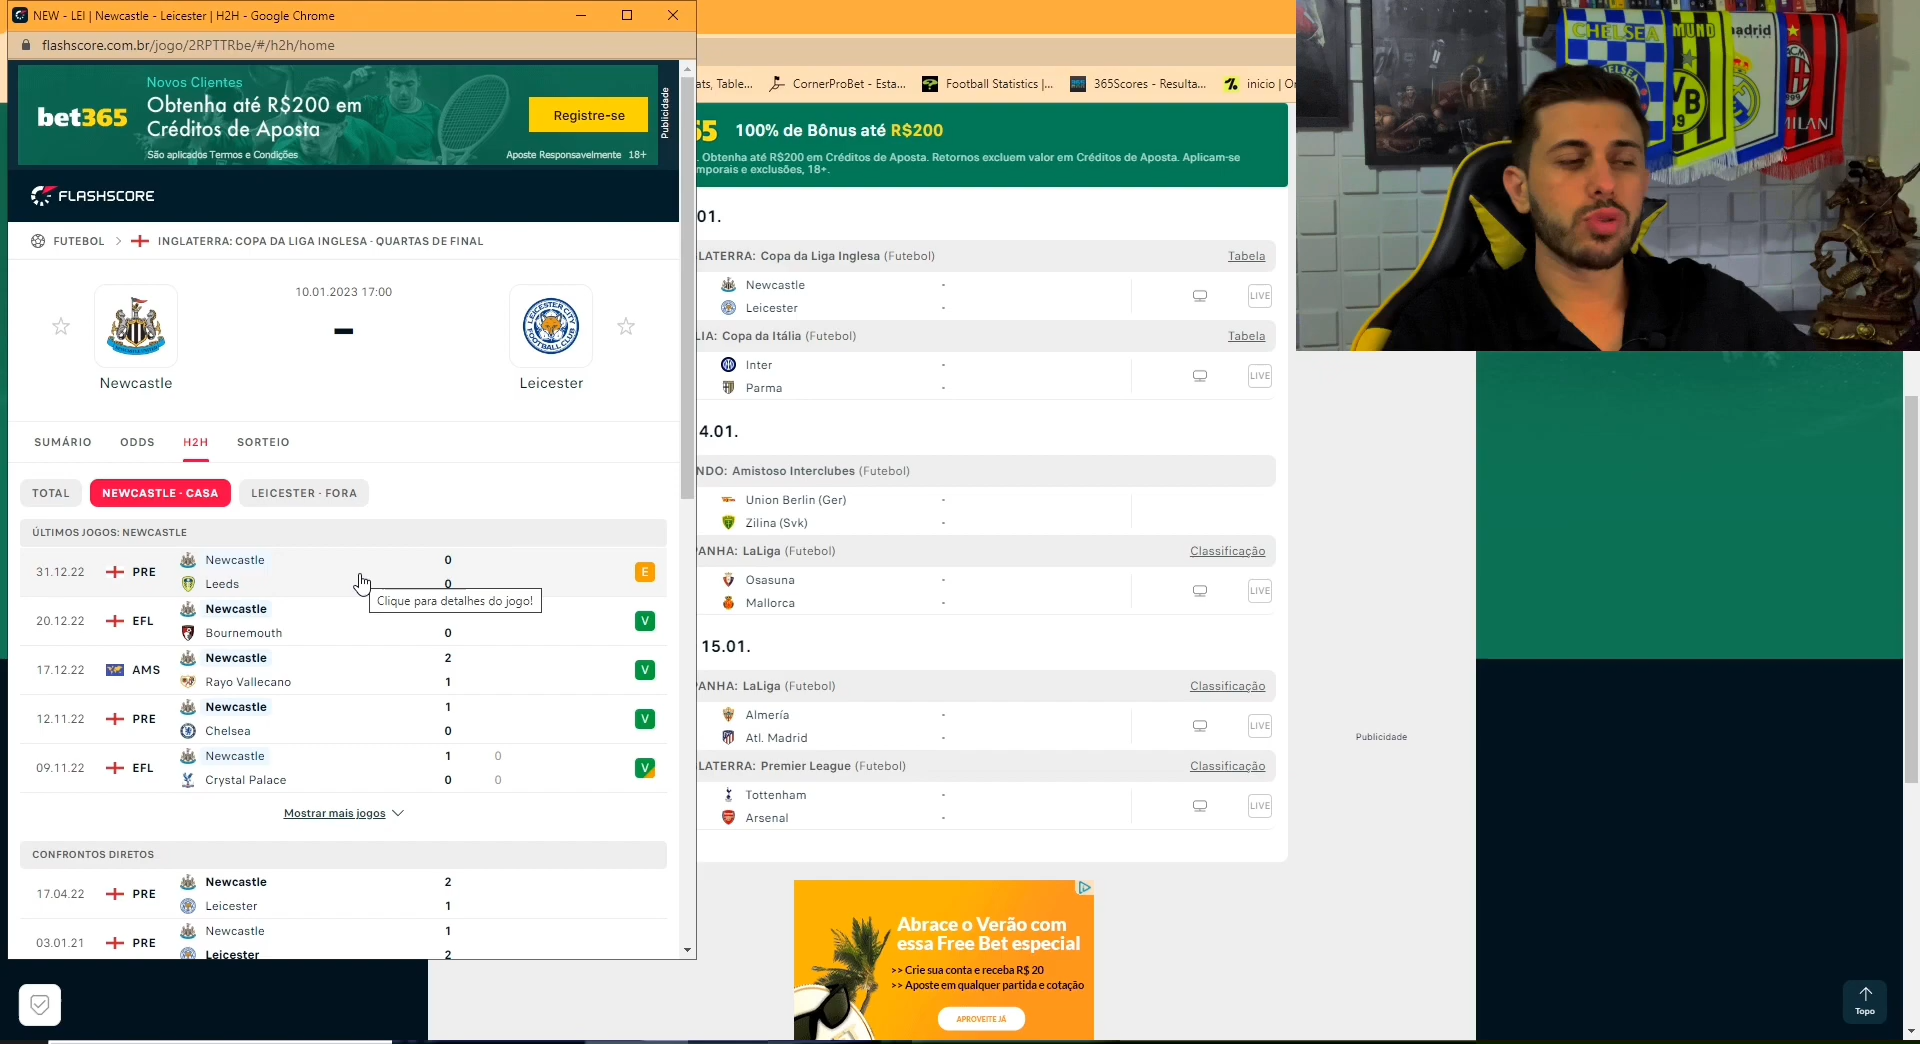 NEW - LEI | Newcastle - Leicester | H2H - Google Chrome
flashscore.com.br/jogo/2RPTTRbe/#/h2h/home
bet365
Novos Clientes
Obtenha até R$200 em
Créditos de Aposta
São aplicados Termos e Condições
Registre-se
Aposte Responsavelmente 18+
Publicidade
FLASHSCORE
FUTEBOL
INGLATERRA: COPA DA LIGA INGLESA - QUARTAS DE FINAL
10.01.2023 17:00
-
Newcastle
Leicester
SUMÁRIO ODDS H2H SORTEIO
TOTAL NEWCASTLE - CASA LEICESTER - FORA
ÚLTIMOS JOGOS: NEWCASTLE
31.12.22 PRE Newcastle 0
Leeds 0
E
Clique para detalhes do jogo!
20.12.22 EFL Newcastle
Bournemouth 0
V
17.12.22 AMS Newcastle 2
Rayo Vallecano 1
V
12.11.22 PRE Newcastle 1
Chelsea 0
V
09.11.22 EFL Newcastle 1 0
Crystal Palace 0 0
V
Mostrar mais jogos
CONFRONTOS DIRETOS
17.04.22 PRE Newcastle 2
Leicester 1
03.01.21 PRE Newcastle 1
Leicester 2
ats, Table...
CornerProBet - Esta...
Football Statistics |...
365Scores - Resulta...
inicio | O
65 100% de Bônus até R$200
. Obtenha até R$200 em Créditos de Aposta. Retornos excluem valor em Créditos de Aposta. Aplicam-se
mporais e exclusões, 18+.
01.
LATERRA: Copa da Liga Inglesa (Futebol) Tabela
Newcastle -
Leicester -
LIVE
LIA: Copa da Itália (Futebol) Tabela
Inter -
Parma -
LIVE
4.01.
NDO: Amistoso Interclubes (Futebol)
Union Berlin (Ger) -
Zilina (Svk) -
ANHA: LaLiga (Futebol) Classificação
Osasuna -
Mallorca -
LIVE
15.01.
ANHA: LaLiga (Futebol) Classificação
Almería -
Atl. Madrid -
LIVE
LATERRA: Premier League (Futebol) Classificação
Tottenham -
Arsenal -
LIVE
Publicidade
Abrace o Verão com
essa Free Bet especial
>> Crie sua conta e receba R$ 20
>> Aposte em qualquer partida e cotação
APROVEITE JÁ
Topo
CHELSEA
MUND
adrid
MILAN